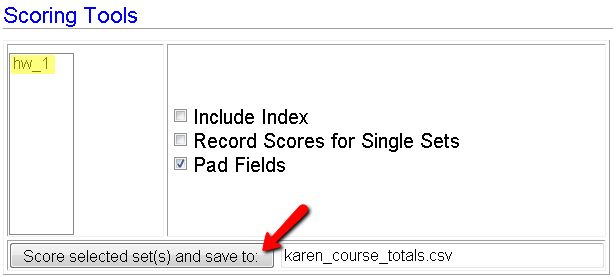 Scoring Tools
hw_1
Include Index
Record Scores for Single Sets
Pad Fields
Score selected set(s) and save to: karen_course_totals.csv